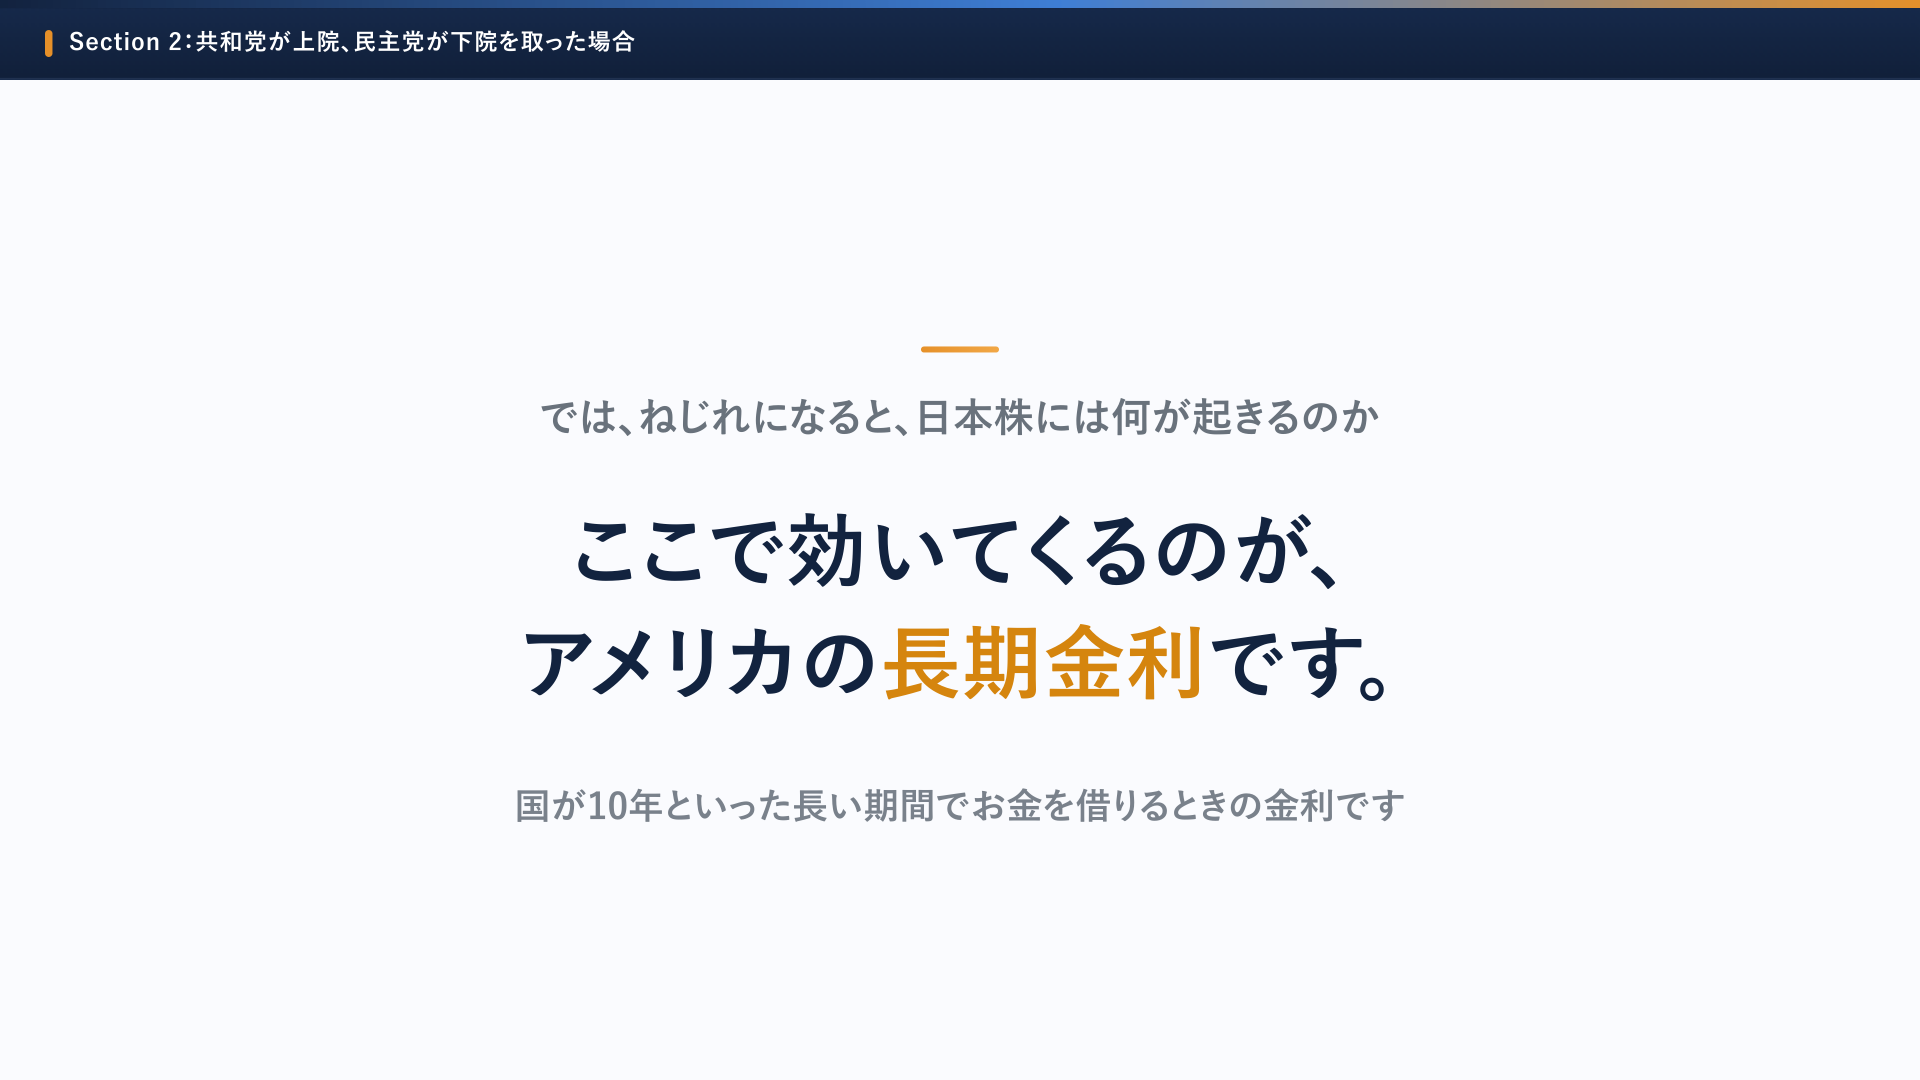 Section 2：共和党が上院、民主党が下院を取った場合
では、ねじれになると、日本株には何が起きるのか
ここで効いてくるのが、
アメリカの長期金利です。
国が10年といった長い期間でお金を借りるときの金利です